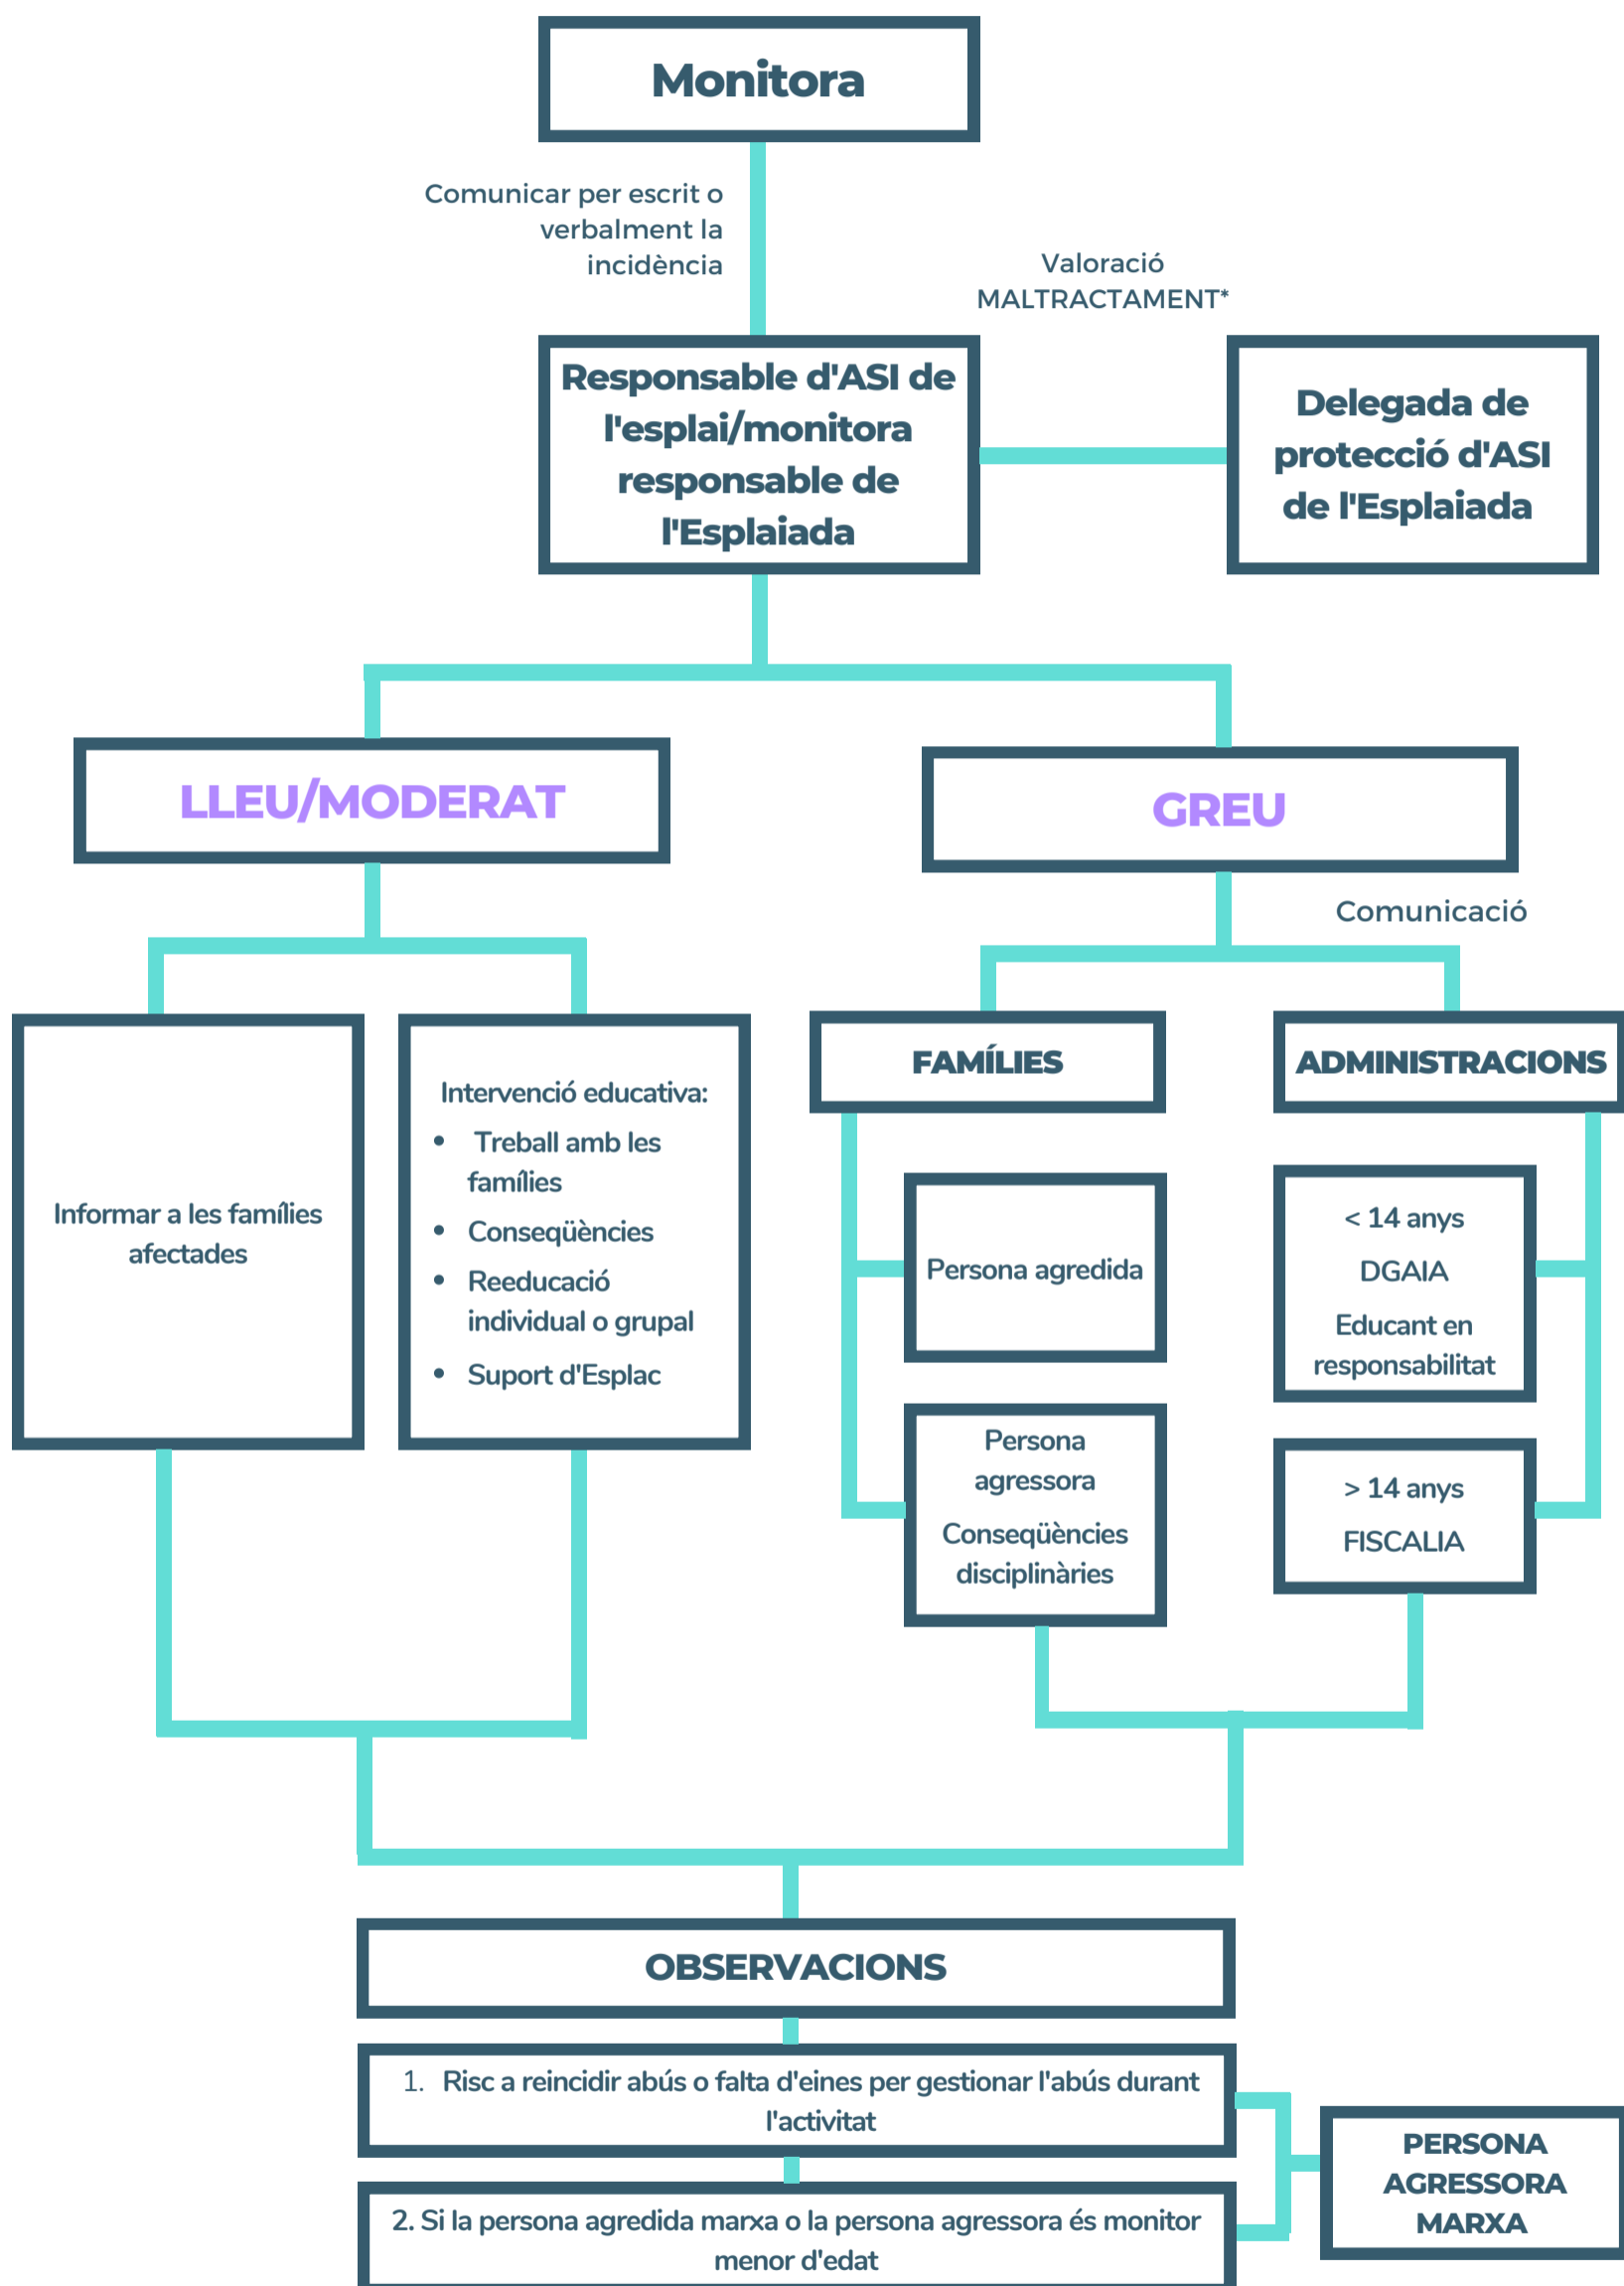 Monitora
Comunicar per escrit o
verbalment la
incidència
Valoració
MALTRACTAMENT*
Responsable d'ASI de
l'esplai/monitora
responsable de
l'Esplaiada
Delegada de
protecció d'ASI
de l'Esplaiada
LLEU/MODERAT
GREU
Comunicació
Informar a les famílies
afectades
Intervenció educativa:
• Treball amb les
famílies
• Conseqüències
• Reeducació
individual o grupal
• Suport d'Esplac
FAMÍLIES
ADMINISTRACIONS
Persona agredida
< 14 anys
DGAIA
Educant en
responsabilitat
Persona
agressora
Conseqüències
disciplinàries
> 14 anys
FISCALIA
OBSERVACIONS
1. Risc a reincidir abús o falta d'eines per gestionar l'abús durant
l'activitat
2. Si la persona agredida marxa o la persona agressora és monitor
menor d'edat
PERSONA
AGRESSORA
MARXA